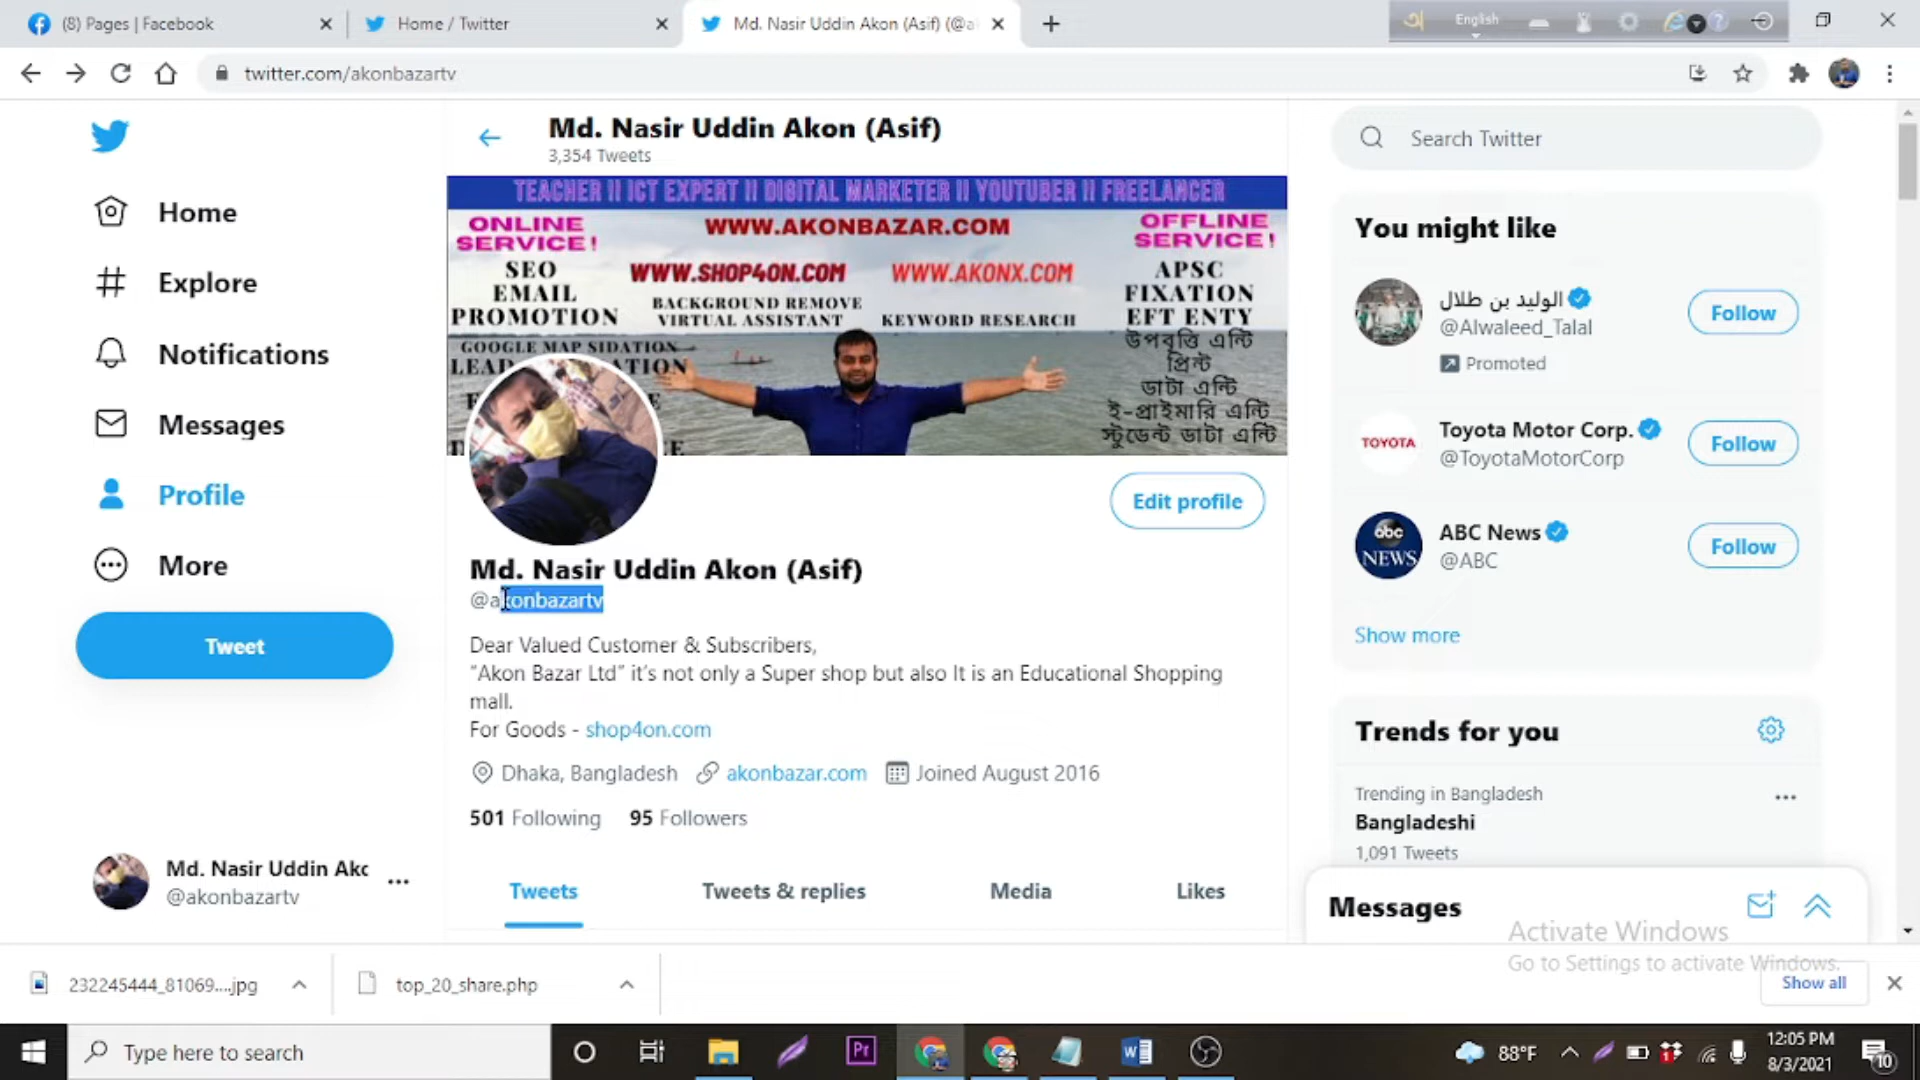 (8) Pages | Facebook
Home / Twitter
Md. Nasir Uddin Akon (Asif) (@a
English
twitter.com/akonbazartv
Home
Explore
Notifications
Messages
Profile
More
Tweet
Md. Nasir Uddin Akc
@akonbazartv
Md. Nasir Uddin Akon (Asif)
3,354 Tweets
TEACHER II ICT EXPERT II DIGITAL MARKETER II YOUTUBER II FREELANCER
ONLINE
SERVICE!
SEO
EMAIL
PROMOTION
GOOGLE MAP SIDATION
WWW.AKONBAZAR.COM
WWW.SHOP4ON.COM
WWW.AKONX.COM
BACKGROUND REMOVE
VIRTUAL ASSISTANT
KEYWORD RESEARCH
OFFLINE
SERVICE!
APSC
FIXATION
EFT ENTY
উপবৃত্তি এন্টি
প্রিন্ট
ডাটা এন্টি
ই-প্রাইমারি এন্টি
স্টুডেন্ট ডাটা এন্টি
Edit profile
Md. Nasir Uddin Akon (Asif)
@akonbazartv
Dear Valued Customer & Subscribers,
“Akon Bazar Ltd” it’s not only a Super shop but also It is an Educational Shopping
mall.
For Goods - shop4on.com
Dhaka, Bangladesh akonbazar.com Joined August 2016
501 Following 95 Followers
Tweets
Tweets & replies
Media
Likes
Search Twitter
You might like
الوليد بن طلال
@Alwaleed_Talal
Promoted
Follow
TOYOTA
Toyota Motor Corp.
@ToyotaMotorCorp
Follow
abc
NEWS
ABC News
@ABC
Follow
Show more
Trends for you
Trending in Bangladesh
Bangladeshi
1,091 Tweets
Messages
Activate Windows
Go to Settings to activate Windows.
232245444_81069....jpg
top_20_share.php
Show all
Type here to search
Pr
88°F
12:05 PM
8/3/2021
10